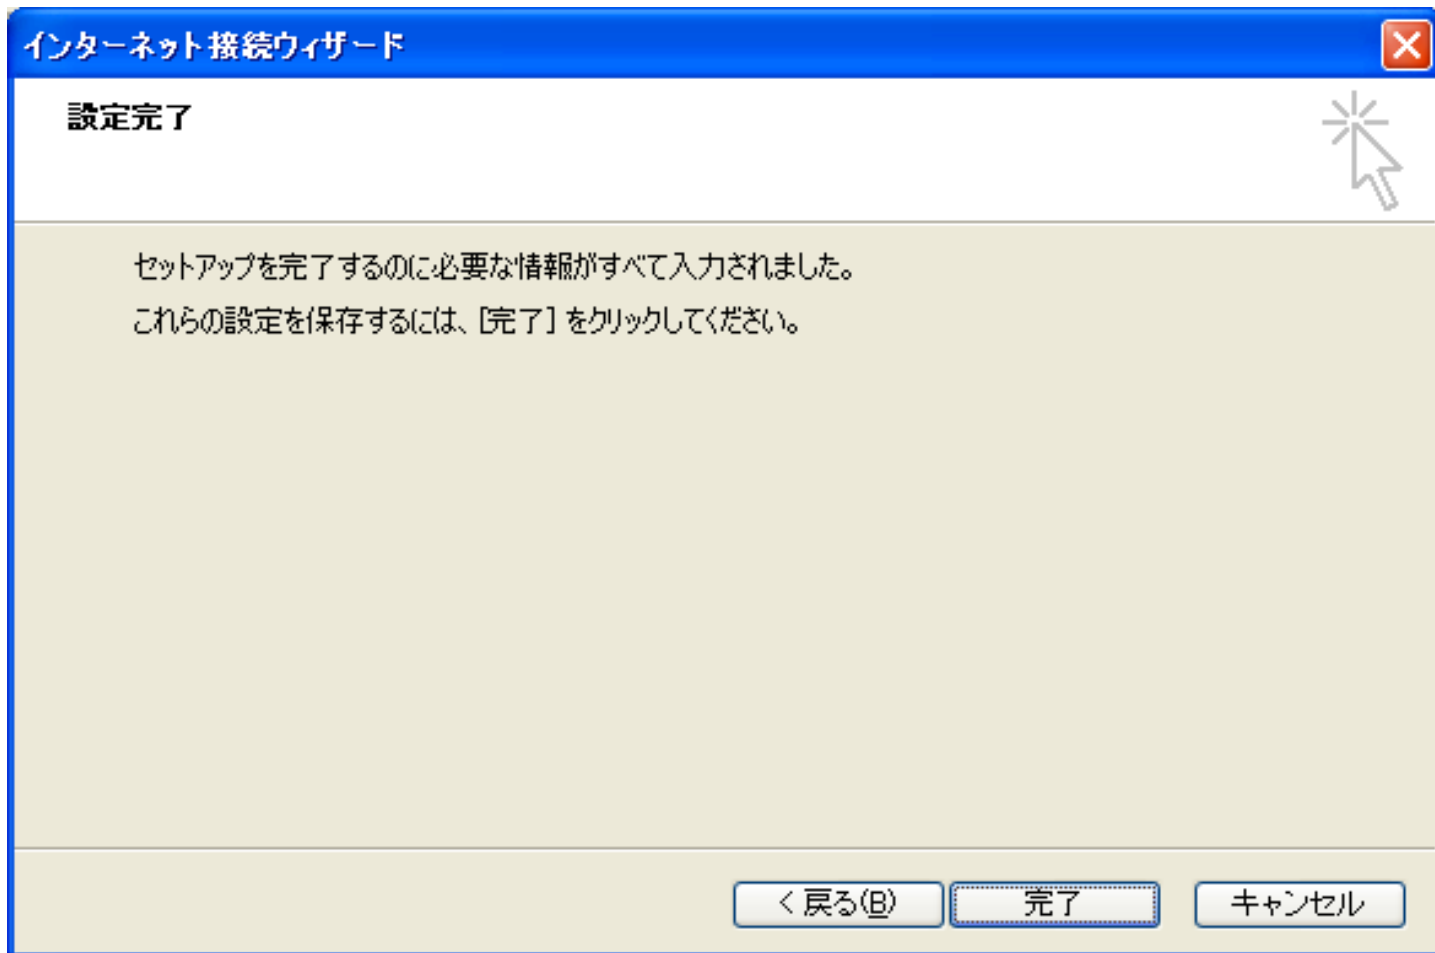 インターネット接続ウィザード
設定完了
セットアップを完了するのに必要な情報がすべて入力されました。
これらの設定を保存するには、[完了] をクリックしてください。
< 戻る(B)
完了
キャンセル